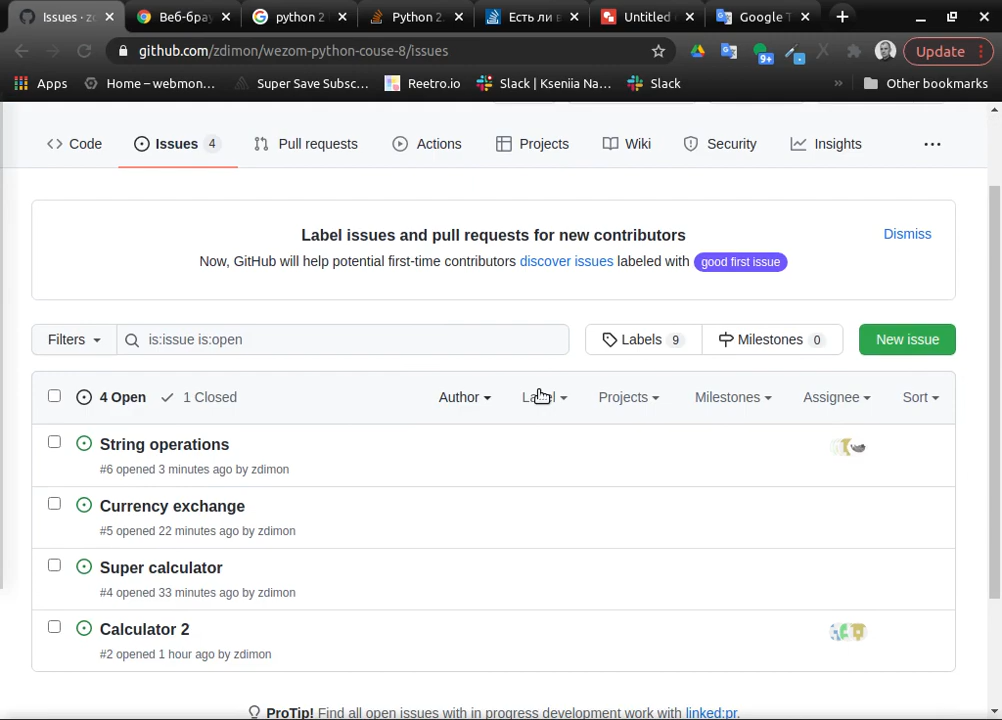 Issues · zo
Веб-брау
python 2
Python 2.
Есть ли в
Untitled
Google T
github.com/zdimon/wezom-python-couse-8/issues
9+
Update
Apps
Home – webmon...
Super Save Subsc...
Reetro.io
Slack | Kseniia Na...
Slack
»
Other bookmarks
Code
Issues 4
Pull requests
Actions
Projects
Wiki
Security
Insights
Label issues and pull requests for new contributors
Dismiss
Now, GitHub will help potential first-time contributors discover issues labeled with good first issue
Filters
is:issue is:open
Labels 9
Milestones 0
New issue
4 Open
1 Closed
Author
Label
Projects
Milestones
Assignee
Sort
String operations
#6 opened 3 minutes ago by zdimon
Currency exchange
#5 opened 22 minutes ago by zdimon
Super calculator
#4 opened 33 minutes ago by zdimon
Calculator 2
#2 opened 1 hour ago by zdimon
ProTip! Find all open issues with in progress development work with linked:pr.